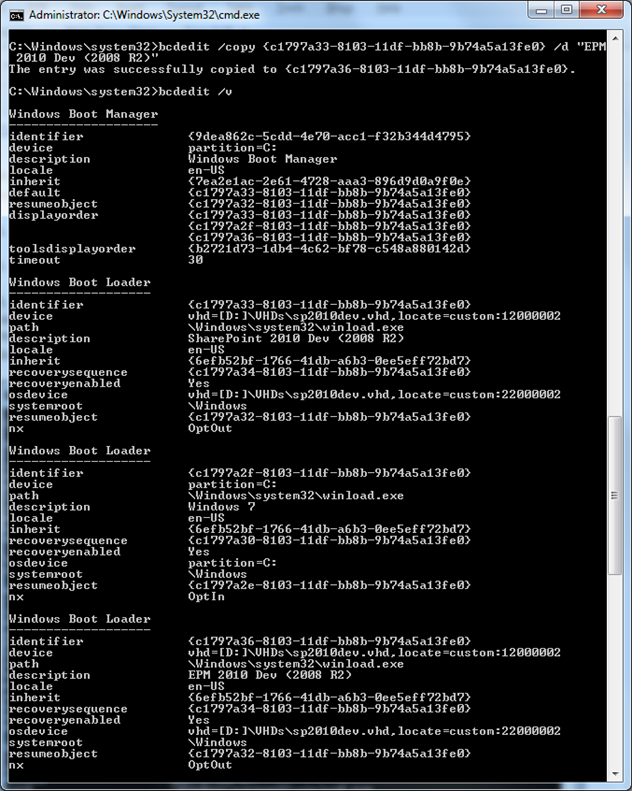 Administrator: C:\Windows\System32\cmd.exe
C:\Windows\system32>bcdedit /copy {c1797a33-8103-11df-bb8b-9b74a5a13fe0} /d "EPM
 2010 Dev (2008 R2)"
The entry was successfully copied to {c1797a36-8103-11df-bb8b-9b74a5a13fe0}.
C:\Windows\system32>bcdedit /v
Windows Boot Manager
--------------------
identifier {9dea862c-5cdd-4e70-acc1-f32b344d4795}
device partition=C:
description Windows Boot Manager
locale en-US
inherit {7ea2e1ac-2e61-4728-aaa3-896d9d0a9f0e}
default {c1797a33-8103-11df-bb8b-9b74a5a13fe0}
resumeobject {c1797a32-8103-11df-bb8b-9b74a5a13fe0}
displayorder {c1797a33-8103-11df-bb8b-9b74a5a13fe0}
{c1797a2f-8103-11df-bb8b-9b74a5a13fe0}
{c1797a36-8103-11df-bb8b-9b74a5a13fe0}
toolsdisplayorder {b2721d73-1db4-4c62-bf78-c548a880142d}
timeout 30
Windows Boot Loader
-------------------
identifier {c1797a33-8103-11df-bb8b-9b74a5a13fe0}
device vhd=[D:]\VHDs\sp2010dev.vhd,locate=custom:12000002
path \Windows\system32\winload.exe
description SharePoint 2010 Dev (2008 R2)
locale en-US
inherit {6efb52bf-1766-41db-a6b3-0ee5eff72bd7}
recoverysequence {c1797a34-8103-11df-bb8b-9b74a5a13fe0}
recoveryenabled Yes
osdevice vhd=[D:]\VHDs\sp2010dev.vhd,locate=custom:22000002
systemroot \Windows
resumeobject {c1797a32-8103-11df-bb8b-9b74a5a13fe0}
nx OptOut
Windows Boot Loader
-------------------
identifier {c1797a2f-8103-11df-bb8b-9b74a5a13fe0}
device partition=C:
path \Windows\system32\winload.exe
description Windows 7
locale en-US
inherit {6efb52bf-1766-41db-a6b3-0ee5eff72bd7}
recoverysequence {c1797a30-8103-11df-bb8b-9b74a5a13fe0}
recoveryenabled Yes
osdevice partition=C:
systemroot \Windows
resumeobject {c1797a2e-8103-11df-bb8b-9b74a5a13fe0}
nx OptIn
Windows Boot Loader
-------------------
identifier {c1797a36-8103-11df-bb8b-9b74a5a13fe0}
device vhd=[D:]\VHDs\sp2010dev.vhd,locate=custom:12000002
path \Windows\system32\winload.exe
description EPM 2010 Dev (2008 R2)
locale en-US
inherit {6efb52bf-1766-41db-a6b3-0ee5eff72bd7}
recoverysequence {c1797a34-8103-11df-bb8b-9b74a5a13fe0}
recoveryenabled Yes
osdevice vhd=[D:]\VHDs\sp2010dev.vhd,locate=custom:22000002
systemroot \Windows
resumeobject {c1797a32-8103-11df-bb8b-9b74a5a13fe0}
nx OptOut